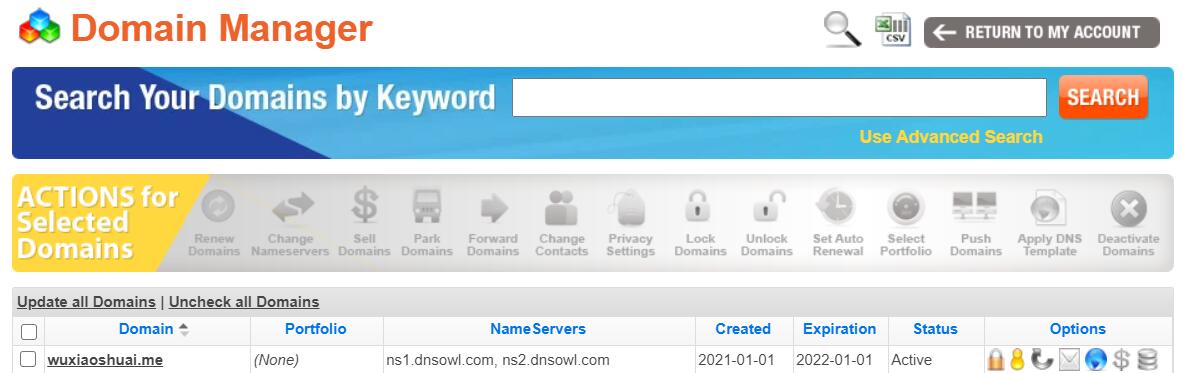 Domain Manager
CSV
RETURN TO MY ACCOUNT
Search Your Domains by Keyword
SEARCH
Use Advanced Search
ACTIONS for
Selected
Domains
Renew
Domains
Change
Nameservers
Sell
Domains
Park
Domains
Forward
Domains
Change
Contacts
Privacy
Settings
Lock
Domains
Unlock
Domains
Set Auto
Renewal
Select
Portfolio
Push
Domains
Apply DNS
Template
Deactivate
Domains
Update all Domains | Uncheck all Domains
Domain Portfolio NameServers Created Expiration Status Options
wuxiaoshuai.me (None) ns1.dnsowl.com, ns2.dnsowl.com 2021-01-01 2022-01-01 Active